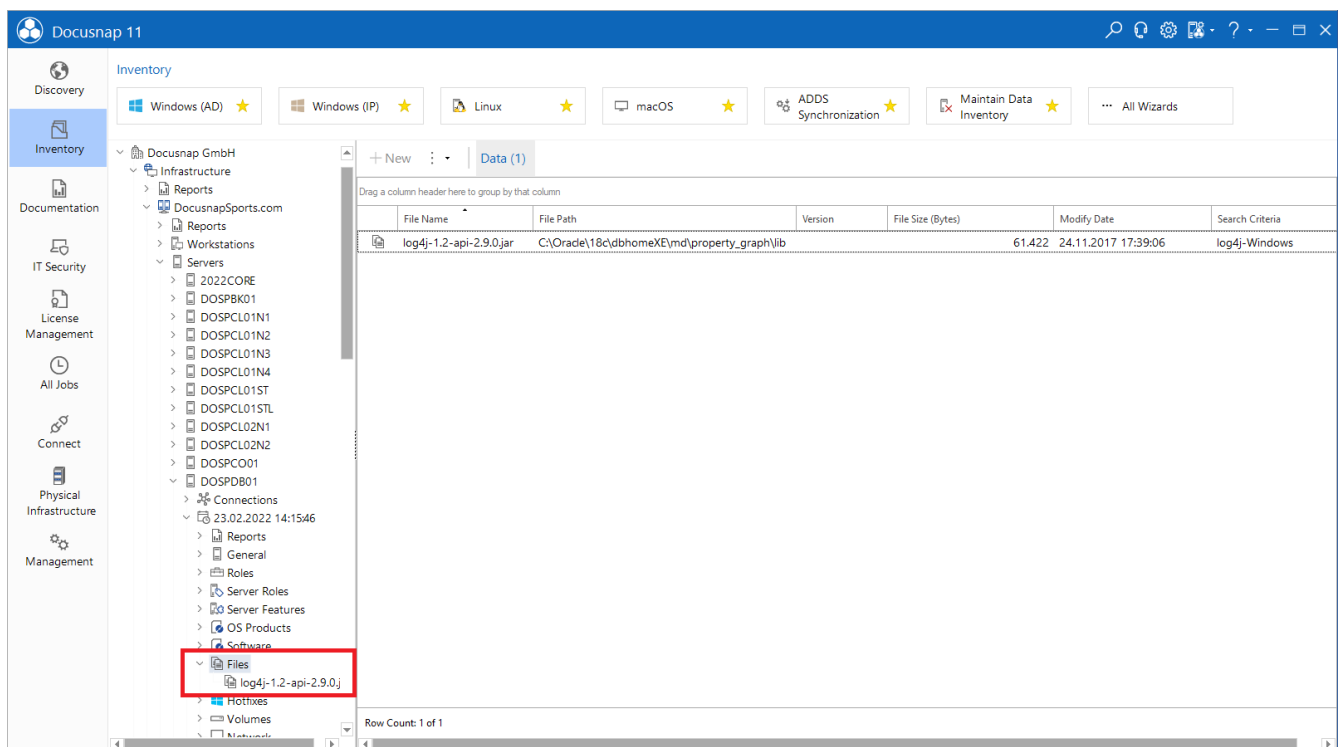 Docusnap 11
Discovery
Inventory
Documentation
IT Security
License
Management
All Jobs
Connect
Physical
Infrastructure
Management
Inventory
Windows (AD)
Windows (IP)
Linux
macOS
ADDS
Synchronization
Maintain Data
Inventory
All Wizards
Docusnap GmbH
Infrastructure
Reports
DocusnapSports.com
Reports
Workstations
Servers
2022CORE
DOSPBK01
DOSPCL01N1
DOSPCL01N2
DOSPCL01N3
DOSPCL01N4
DOSPCL01ST
DOSPCL01STL
DOSPCL02N1
DOSPCL02N2
DOSPCO01
DOSPDB01
Connections
23.02.2022 14:15:46
Reports
General
Roles
Server Roles
Server Features
OS Products
Software
Files
log4j-1.2-api-2.9.0.j
Hotfixes
Volumes
Network
New
Data (1)
Drag a column header here to group by that column
File Name File Path Version File Size (Bytes) Modify Date Search Criteria
log4j-1.2-api-2.9.0.jar C:\Oracle\18c\dbhomeXE\md\property_graph\lib 61.422 24.11.2017 17:39:06 log4j-Windows
Row Count: 1 of 1